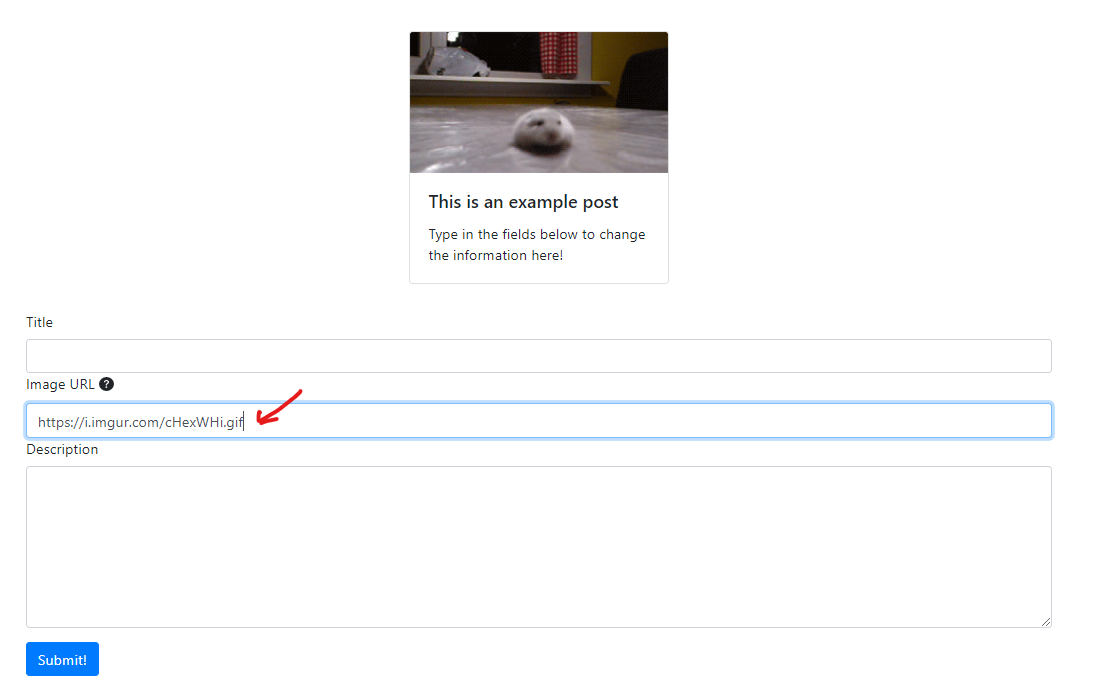 This is an example post
Type in the fields below to change
the information here!
Title
Image URL ?
https://i.imgur.com/cHexWHi.gif
Description
Submit!